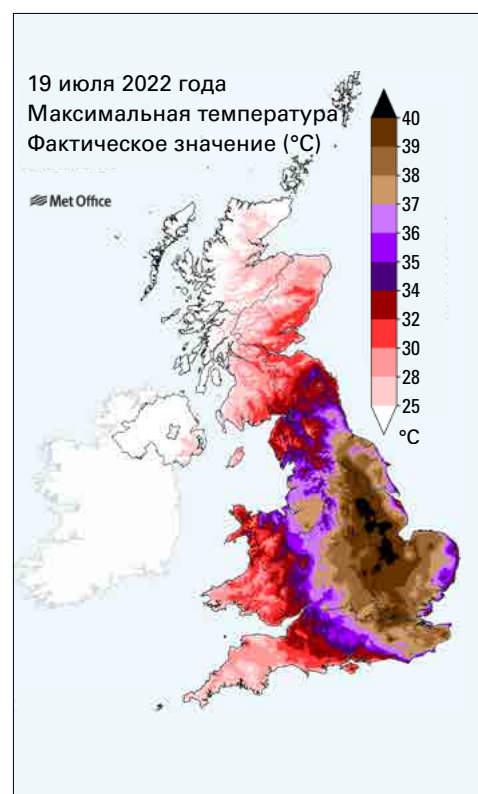 19 июля 2022 года
Максимальная температура
Фактическое значение (°C)
Met Office
40
39
38
37
36
35
34
32
30
28
25
°C